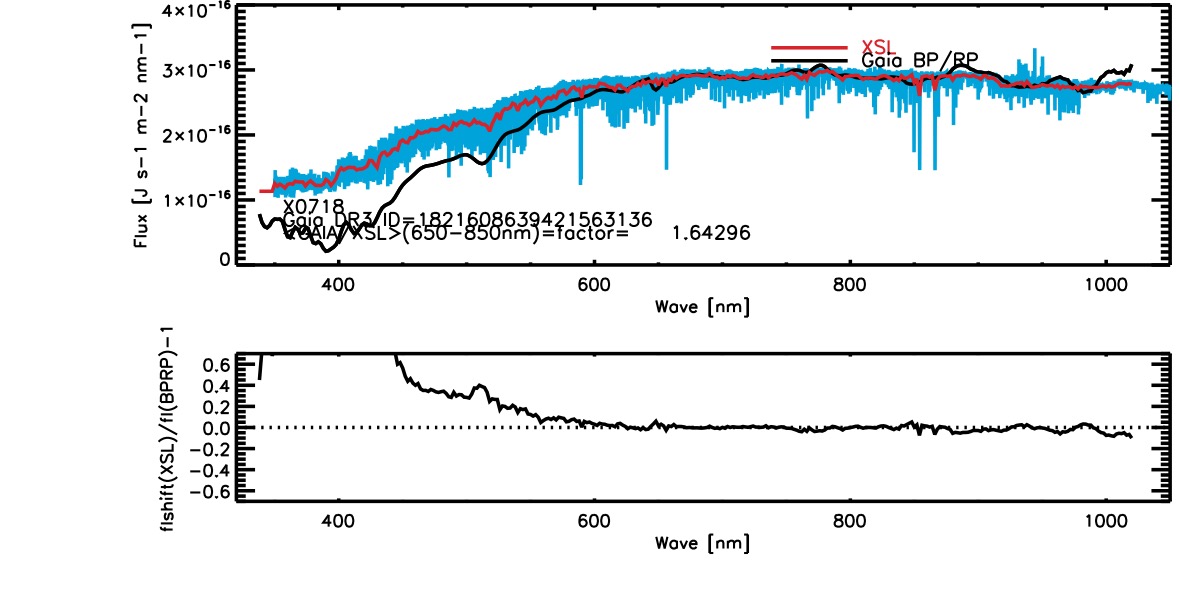 4×10−16
3×10−16
2×10−16
1×10−16
0
Flux [J s−1 m−2 nm−1]
XSL
Gaia BP/RP
X0718
Gaia DR3 ID=1821608639421563136
<GAIA/XSL>(650−850nm)=factor= 1.64296
400 600 800 1000
Wave [nm]
flshift(XSL)/fl(BPRP)−1
0.6
0.4
0.2
0.0
−0.2
−0.4
−0.6
400 600 800 1000
Wave [nm]